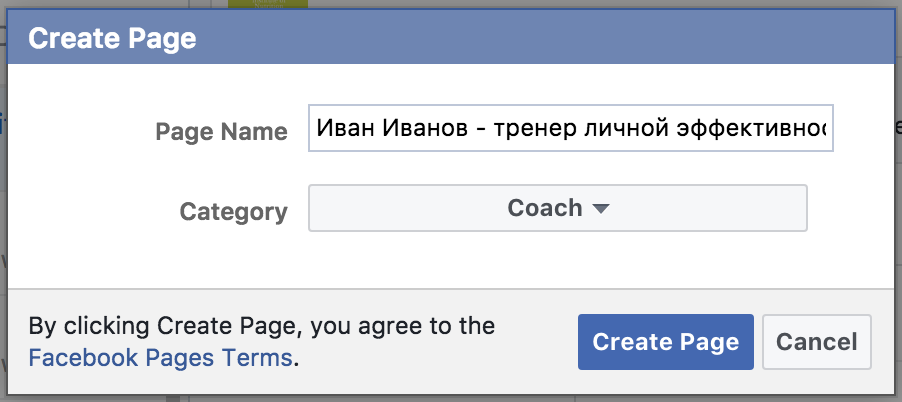 Create Page
Page Name
Иван Иванов - тренер личной
Category
Coach
By clicking Create Page, you agree to the
Facebook Pages Terms.
Create Page
Cancel